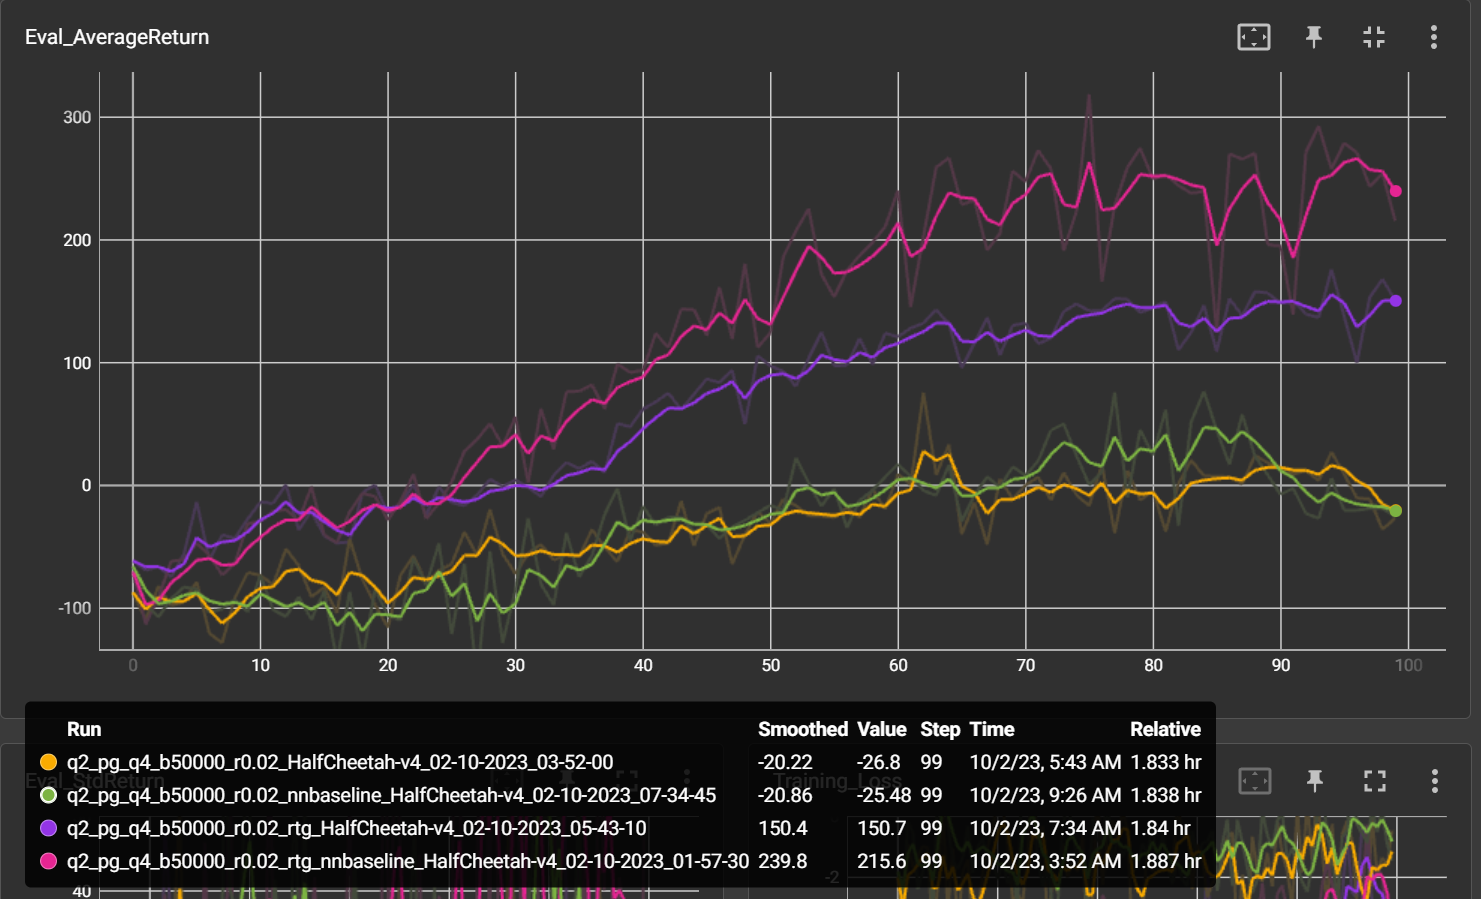 Eval_AverageReturn
300
200
100
0
-100
0 10 20 30 40 50 60 70 80 90 100
Run Smoothed Value Step Time Relative
q2_pg_q4_b50000_r0.02_HalfCheetah-v4_02-10-2023_03-52-00 -20.22 -26.8 99 10/2/23, 5:43 AM 1.833 hr
Eval_StdReturn Training_Loss
q2_pg_q4_b50000_r0.02_nnbaseline_HalfCheetah-v4_02-10-2023_07-34-45 -20.86 -25.48 99 10/2/23, 9:26 AM 1.838 hr
q2_pg_q4_b50000_r0.02_rtg_HalfCheetah-v4_02-10-2023_05-43-10 150.4 150.7 99 10/2/23, 7:34 AM 1.84 hr
q2_pg_q4_b50000_r0.02_rtg_nnbaseline_HalfCheetah-v4_02-10-2023_01-57-30 239.8 215.6 99 10/2/23, 3:52 AM 1.887 hr
-2
40